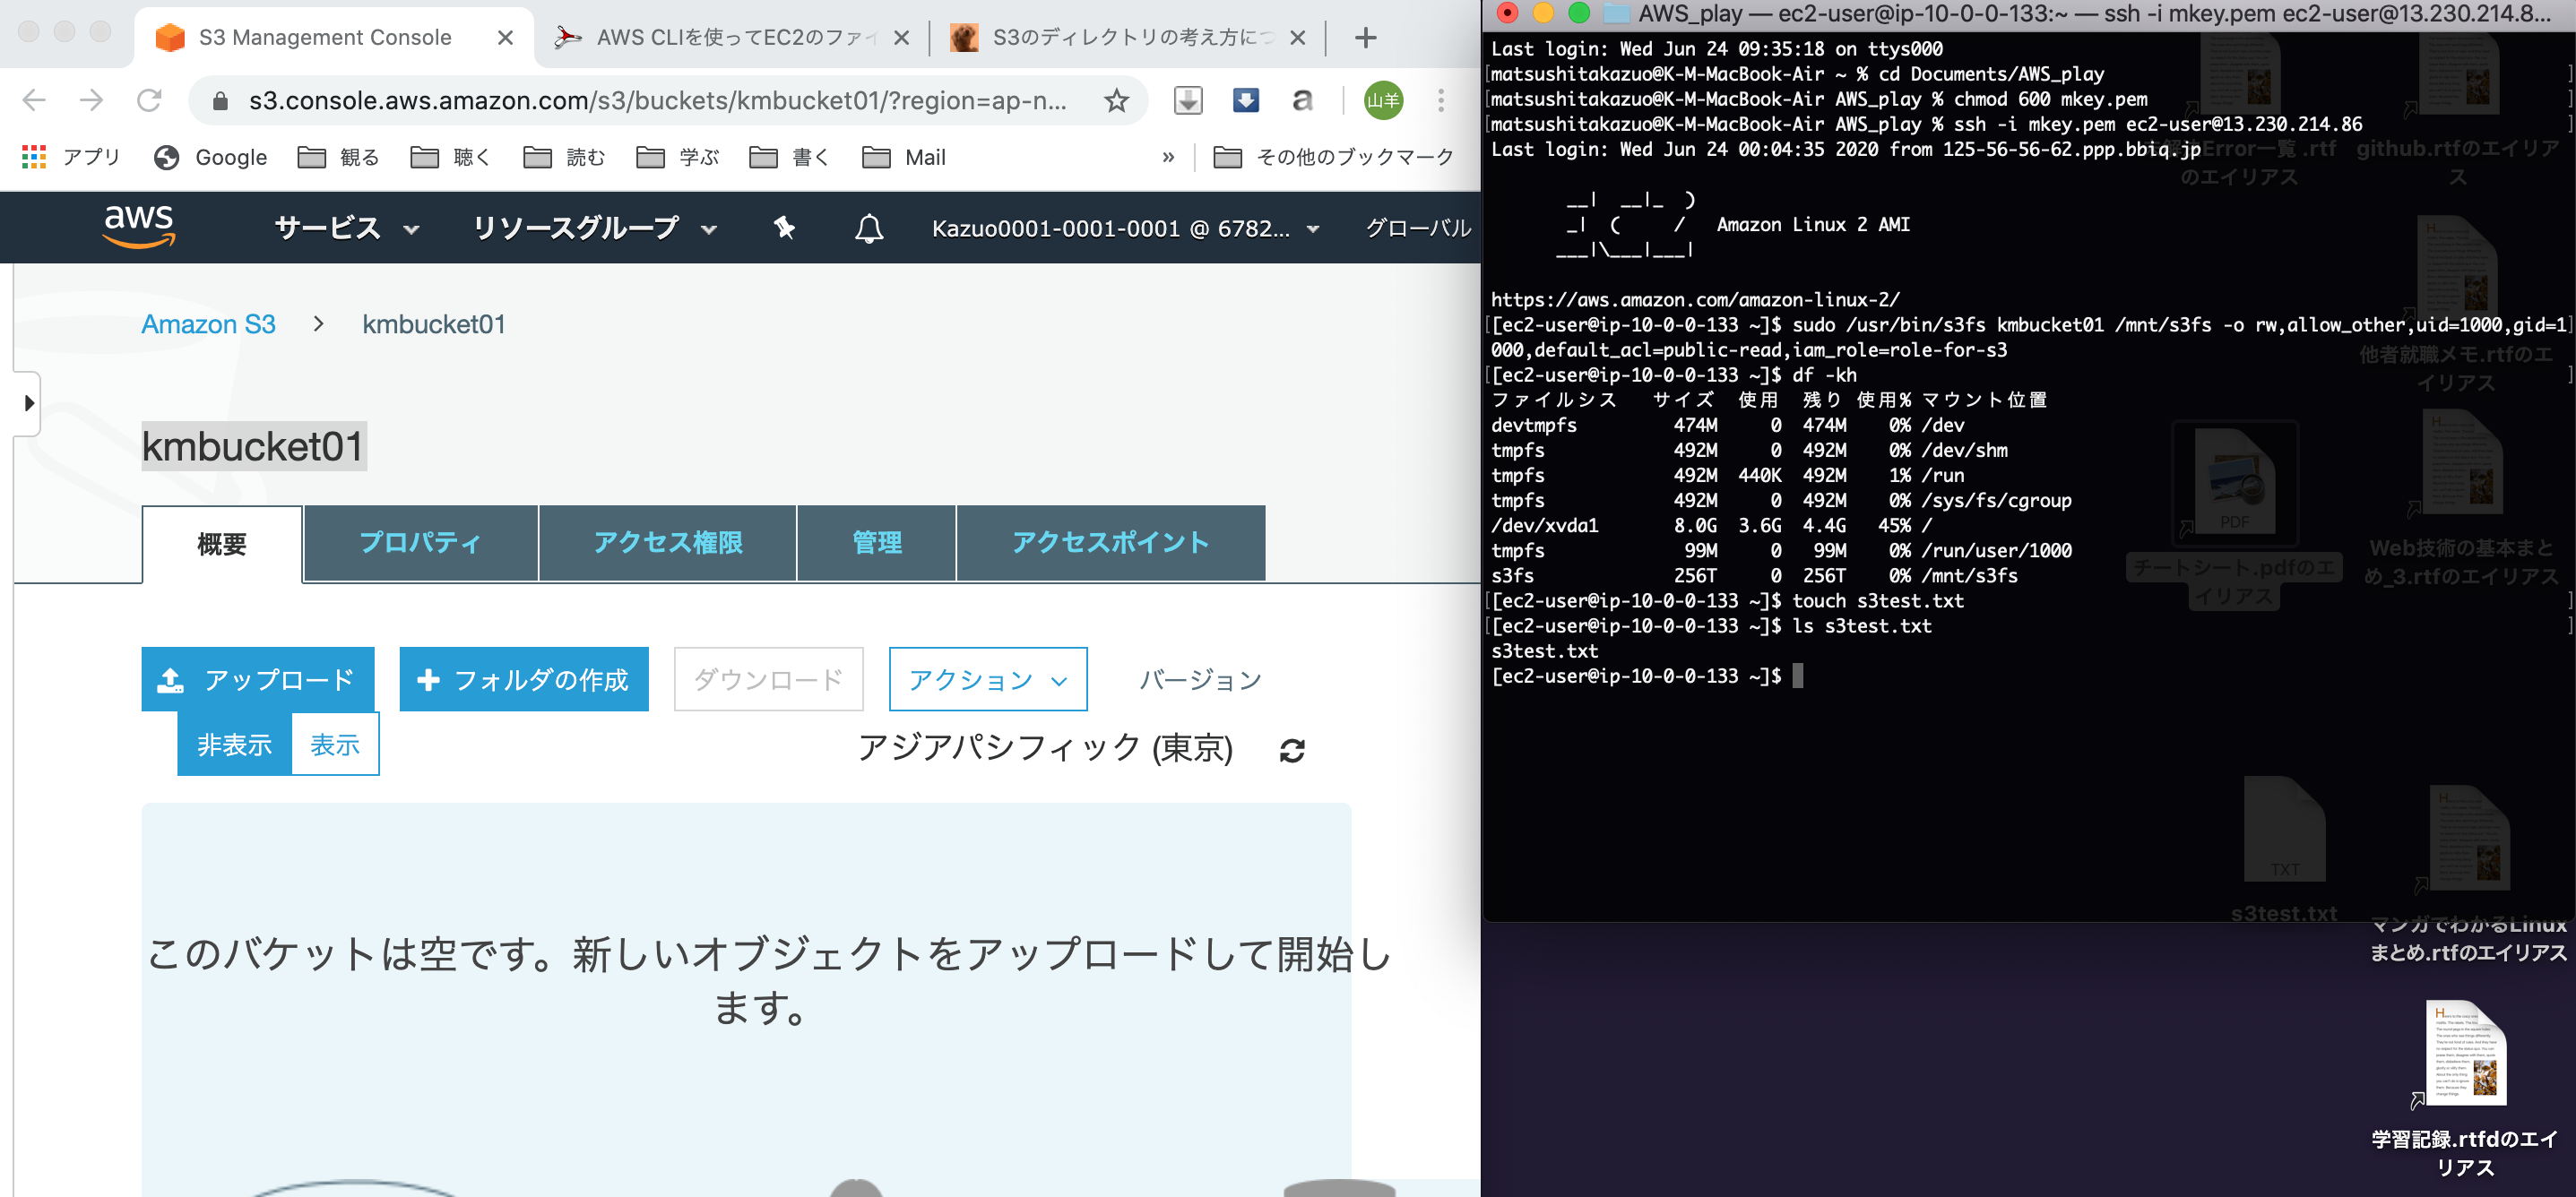 S3 Management Console
AWS CLIを使ってEC2のファイ
S3のディレクトリの考え方につ
s3.console.aws.amazon.com/s3/buckets/kmbucket01/?region=ap-n...
a
山羊
アプリ
Google
観る
聴く
読む
学ぶ
書く
Mail
»
その他のブックマーク
aws
サービス
リソースグループ
Kazuo0001-0001-0001 @ 6782...
グローバル
Amazon S3
kmbucket01
kmbucket01
概要
プロパティ
アクセス権限
管理
アクセスポイント
アップロード
フォルダの作成
ダウンロード
アクション
バージョン
非表示
表示
アジアパシフィック (東京)
このバケットは空です。新しいオブジェクトをアップロードして開始し
ます。
AWS_play — ec2-user@ip-10-0-0-133:~ — ssh -i mkey.pem ec2-user@13.230.214.8...
Last login: Wed Jun 24 09:35:18 on ttys000
[matsushitakazuo@K-M-MacBook-Air ~ % cd Documents/AWS_play
[matsushitakazuo@K-M-MacBook-Air AWS_play % chmod 600 mkey.pem
[matsushitakazuo@K-M-MacBook-Air AWS_play % ssh -i mkey.pem ec2-user@13.230.214.86
Last login: Wed Jun 24 00:04:35 2020 from 125-56-56-62.ppp.bbiq.jp
__|  __|_  )
_|  (     /   Amazon Linux 2 AMI
___|\___|___|
https://aws.amazon.com/amazon-linux-2/
[[ec2-user@ip-10-0-0-133 ~]$ sudo /usr/bin/s3fs kmbucket01 /mnt/s3fs -o rw,allow_other,uid=1000,gid=1]
000,default_acl=public-read,iam_role=role-for-s3
[[ec2-user@ip-10-0-0-133 ~]$ df -kh
ファイルシス サイズ 使用 残り 使用% マウント位置
devtmpfs 474M 0 474M 0% /dev
tmpfs 492M 0 492M 0% /dev/shm
tmpfs 492M 440K 492M 1% /run
tmpfs 492M 0 492M 0% /sys/fs/cgroup
/dev/xvda1 8.0G 3.6G 4.4G 45% /
tmpfs 99M 0 99M 0% /run/user/1000
s3fs 256T 0 256T 0% /mnt/s3fs
[[ec2-user@ip-10-0-0-133 ~]$ touch s3test.txt
[[ec2-user@ip-10-0-0-133 ~]$ ls s3test.txt
s3test.txt
[ec2-user@ip-10-0-0-133 ~]$
Error一覧 .rtf
のエイリアス
github.rtfのエイリア
ス
他者就職メモ.rtfのエ
イリアス
PDF
チートシート.pdfのエ
イリアス
Web技術の基本まと
め_3.rtfのエイリアス
TXT
s3test.txt
マンガでわかるLinux
まとめ.rtfのエイリアス
学習記録.rtfdのエイ
リアス